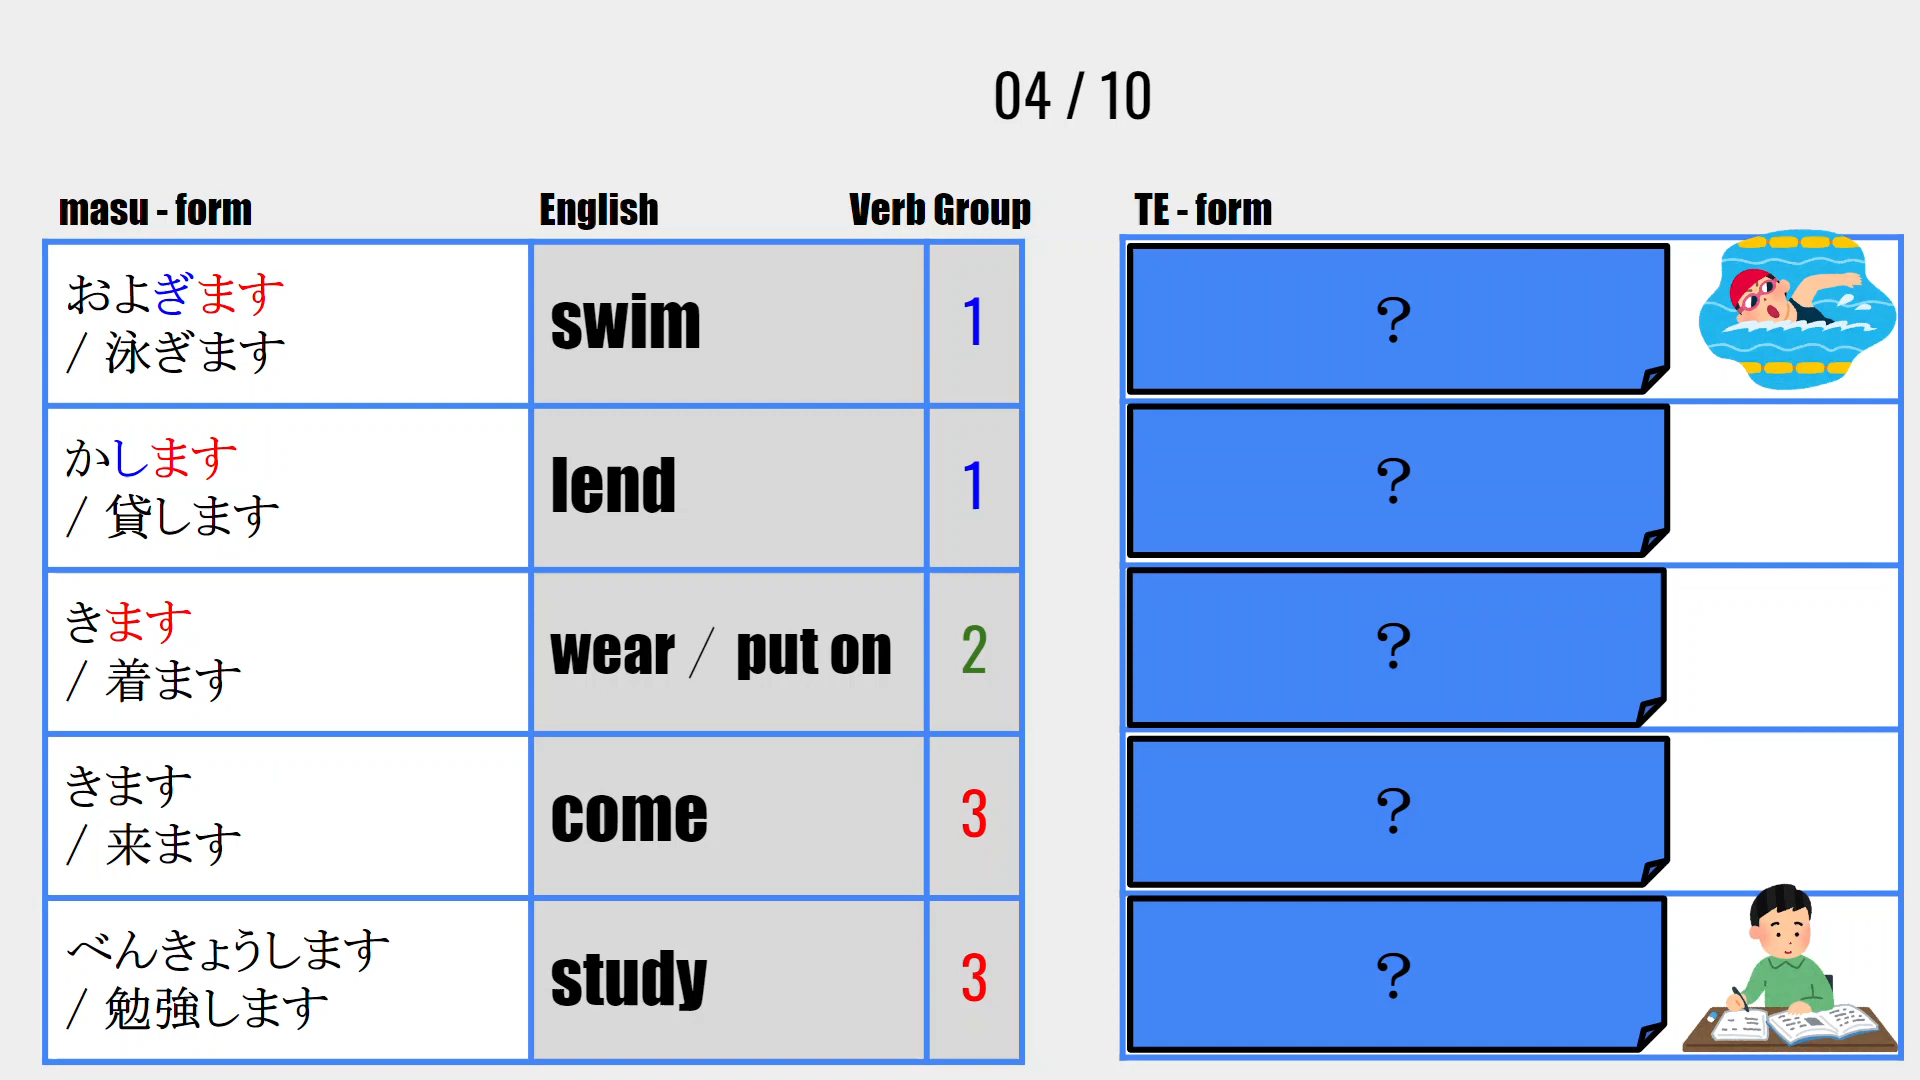 04 / 10
masu - form
English
Verb Group
TE - form
およぎます
/ 泳ぎます
swim
1
?
かします
/ 貸します
lend
1
?
きます
/ 着ます
wear / put on
2
?
きます
/ 来ます
come
3
?
べんきょうします
/ 勉強します
study
3
?